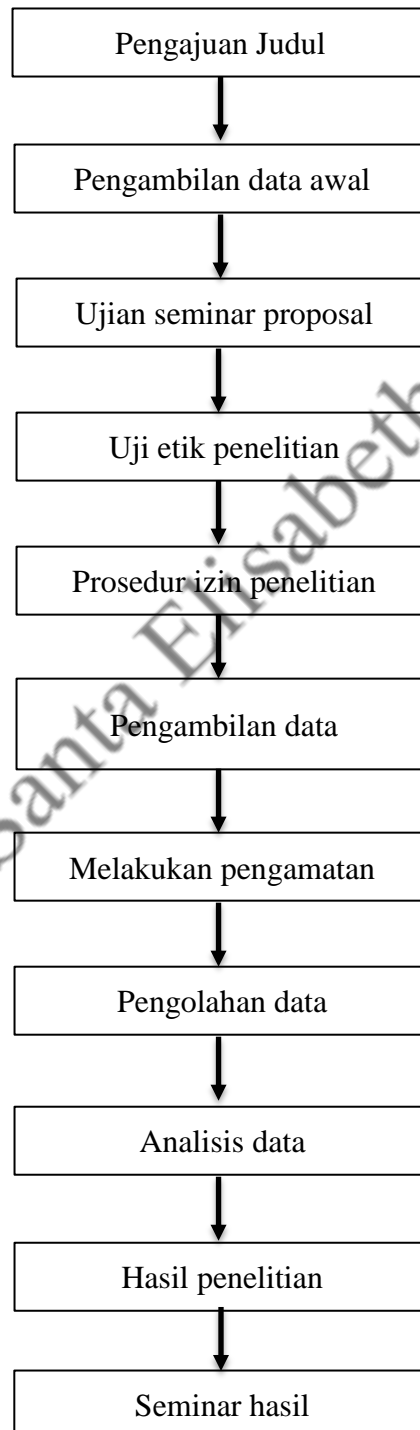 Pengajuan Judul
Pengambilan data awal
Ujian seminar proposal
Uji etik penelitian
Prosedur izin penelitian
Pengambilan data
Melakukan pengamatan
Pengolahan data
Analisis data
Hasil penelitian
Seminar hasil
Santa Elisabeth